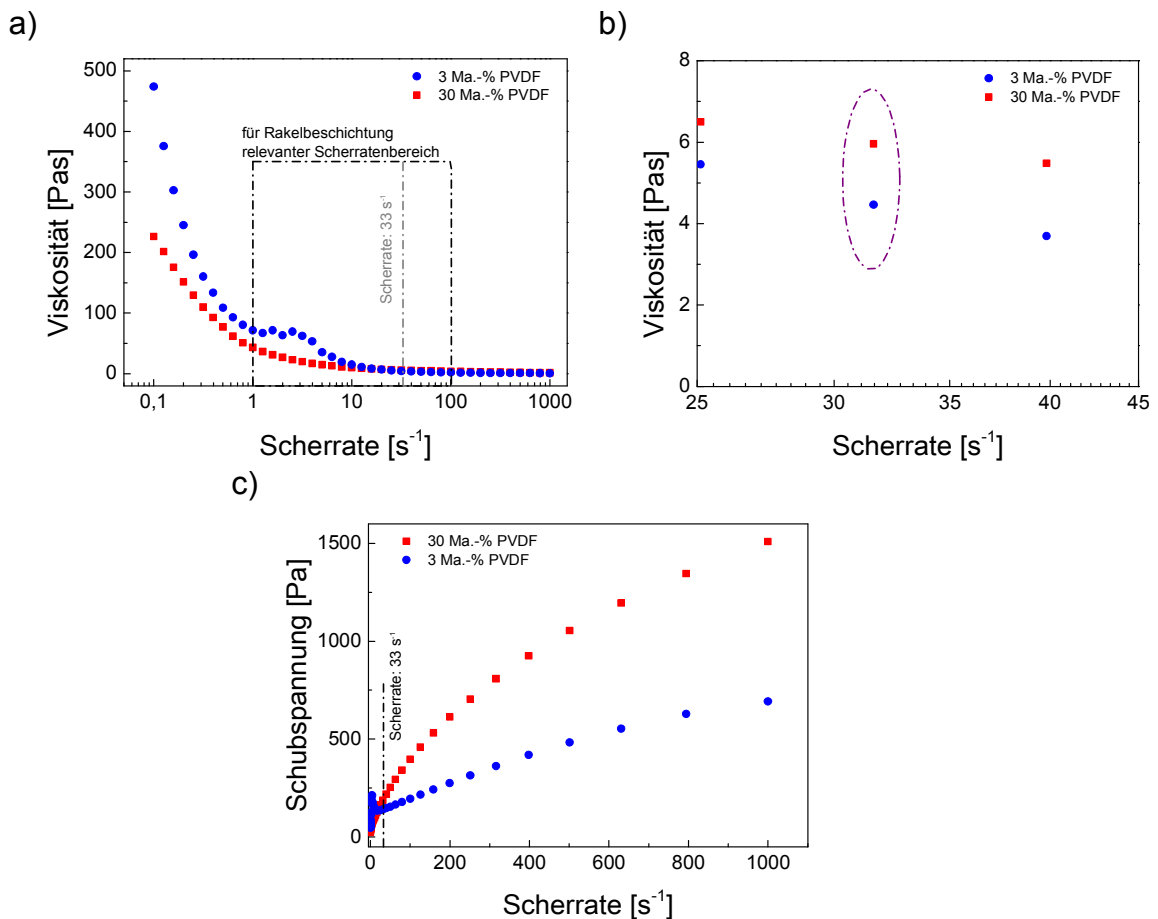 a)
500
400
300
200
100
0
Viskosität [Pas]
3 Ma.-% PVDF
30 Ma.-% PVDF
für Rakelbeschichtung
relevanter Scherratenbereich
Scherrate: 33 s⁻¹
0,1
1
10
100
1000
Scherrate [s⁻¹]
b)
8
6
4
2
0
Viskosität [Pas]
3 Ma.-% PVDF
30 Ma.-% PVDF
25
30
35
40
45
Scherrate [s⁻¹]
c)
1500
1000
500
0
Schubspannung [Pa]
30 Ma.-% PVDF
3 Ma.-% PVDF
Scherrate: 33 s⁻¹
0
200
400
600
800
1000
Scherrate [s⁻¹]